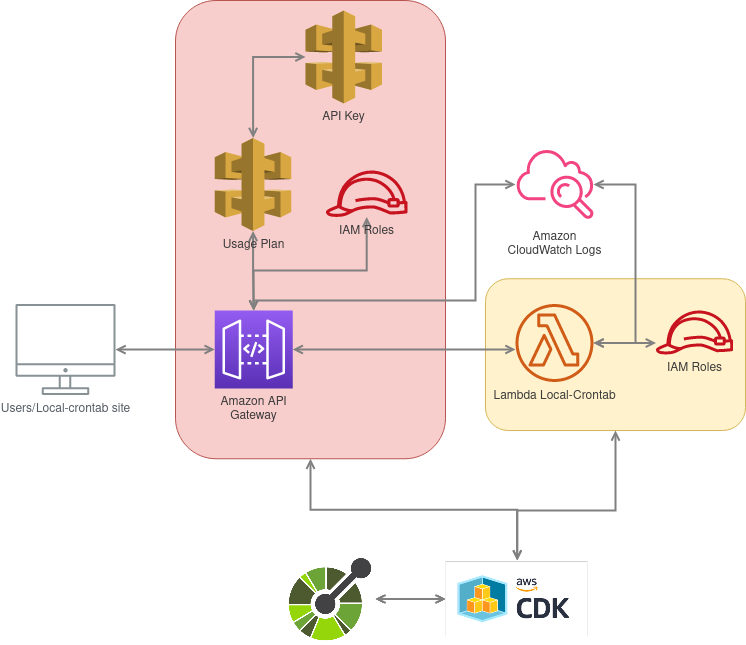 API Key
Usage Plan
IAM Roles
Amazon
CloudWatch Logs
</>
Users/Local-crontab site
Amazon API
Gateway
Lambda Local-Crontab
IAM Roles
aws
CDK